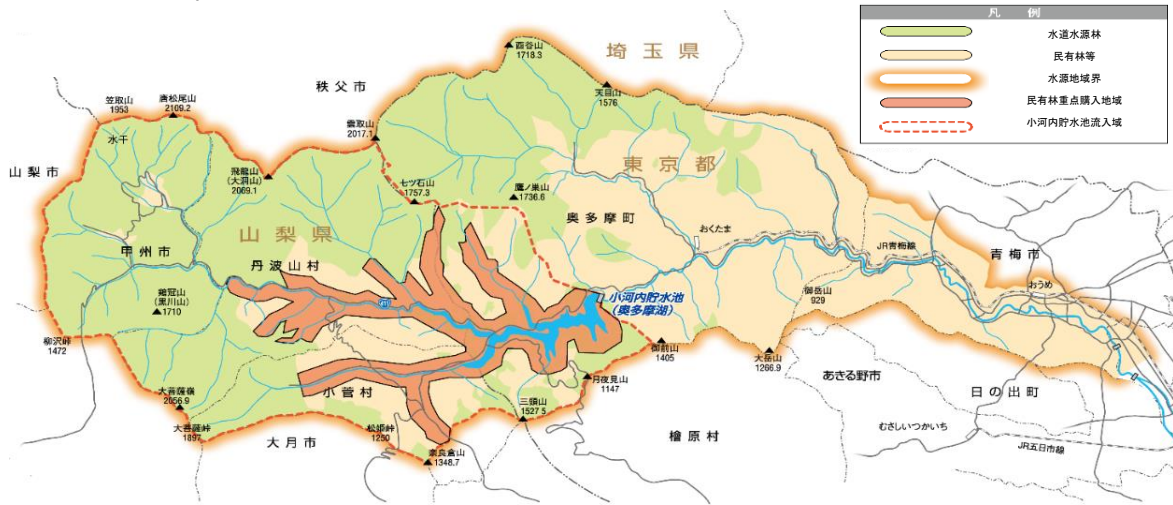 凡 例
水道水源林
民有林等
水源地域界
民有林重点購入地域
小河内貯水池流入域
埼玉県
酉谷山
1718.3
天目山
1576
秩父市
笠取山
1953
唐松尾山
2109.2
水干
雲取山
2017.1
山梨市
飛龍山
(大洞山)
2069.1
七ツ石山
1757.3
鷹ノ巣山
1736.6
東京都
奥多摩町
おくたま
JR青梅線
青梅市
おうめ
御岳山
929
山梨県
甲州市
丹波山村
鶏冠山
(黒川山)
1710
411
小河内貯水池
(奥多摩湖)
柳沢峠
1472
御前山
1405
大岳山
1266.9
月夜見山
1147
あきる野市
日の出町
大菩薩嶺
2056.9
小菅村
三頭山
1527.5
大菩薩峠
1897
大月市
松姫峠
1250
奈良倉山
1348.7
檜原村
むさしいつかいち
JR五日市線